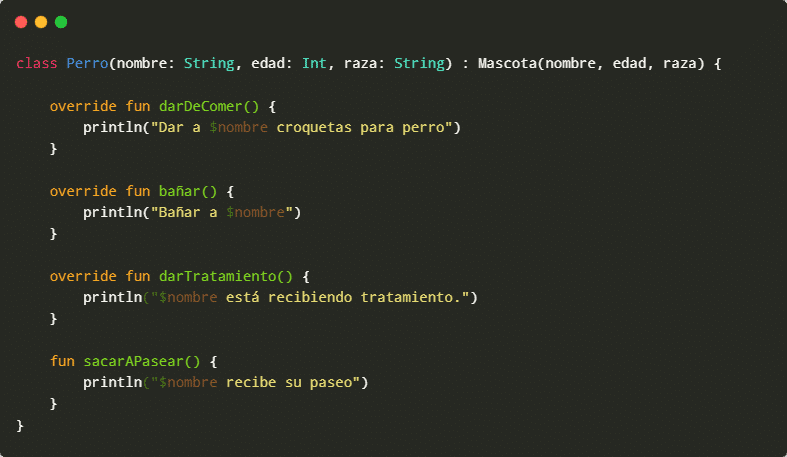 class Perro(nombre: String, edad: Int, raza: String) : Mascota(nombre, edad, raza) {
override fun darDeComer() {
println("Dar a $nombre croquetas para perro")
}
override fun bañar() {
println("Bañar a $nombre")
}
override fun darTratamiento() {
println("$nombre está recibiendo tratamiento.")
}
fun sacarAPasear() {
println("$nombre recibe su paseo")
}
}